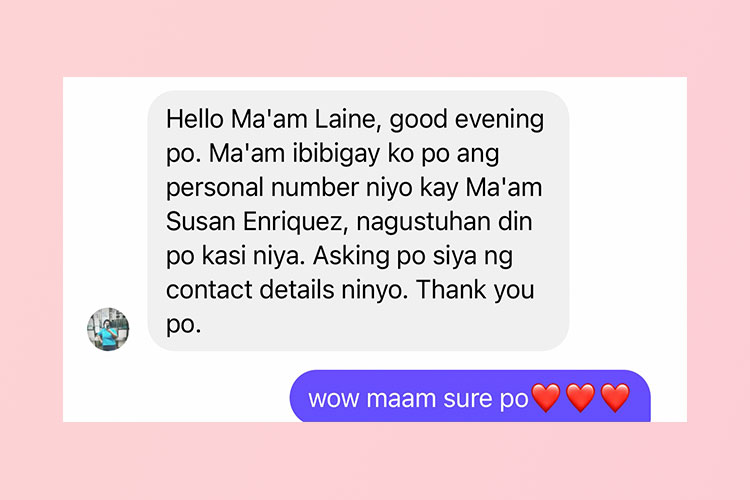 Hello Ma'am Laine, good evening
po. Ma'am ibibigay ko po ang
personal number niyo kay Ma'am
Susan Enriquez, nagustuhan din
po kasi niya. Asking po siya ng
contact details ninyo. Thank you
po.
wow maam sure po❤️❤️❤️